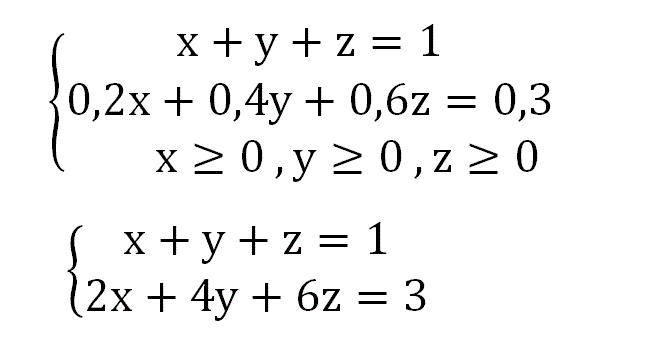 x + y + z = 1
0,2x + 0,4y + 0,6z = 0,3
x ≥ 0 , y ≥ 0 , z ≥ 0
x + y + z = 1
2x + 4y + 6z = 3